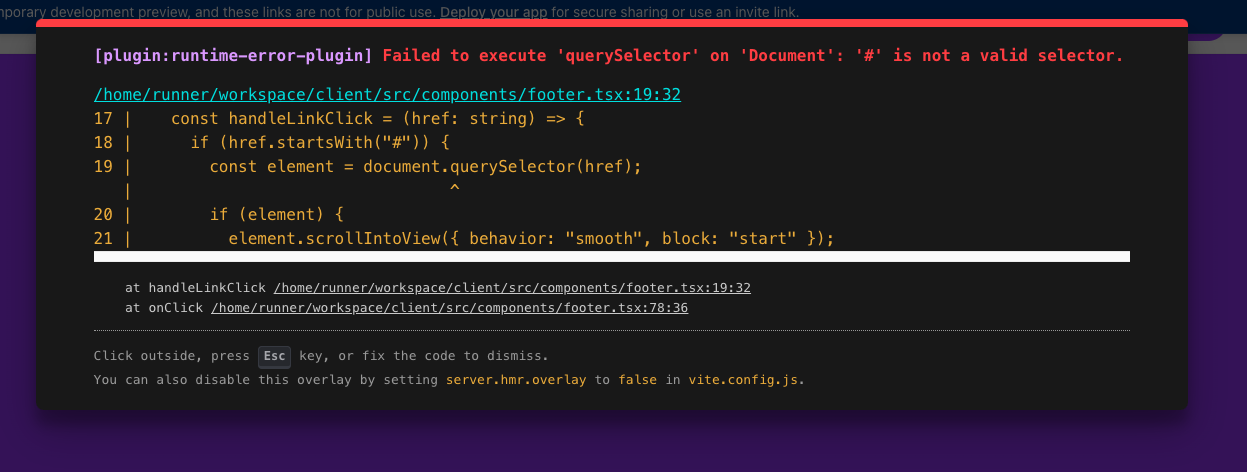 mporary development preview, and these links are not for public use. Deploy your app for secure sharing or use an invite link.
[plugin:runtime-error-plugin] Failed to execute 'querySelector' on 'Document': '#' is not a valid selector.
/home/runner/workspace/client/src/components/footer.tsx:19:32
17 |    const handleLinkClick = (href: string) => {
18 |      if (href.startsWith("#")) {
19 |        const element = document.querySelector(href);
   |                                 ^
20 |        if (element) {
21 |          element.scrollIntoView({ behavior: "smooth", block: "start" });
at handleLinkClick /home/runner/workspace/client/src/components/footer.tsx:19:32
at onClick /home/runner/workspace/client/src/components/footer.tsx:78:36
Click outside, press Esc key, or fix the code to dismiss.
You can also disable this overlay by setting server.hmr.overlay to false in vite.config.js.